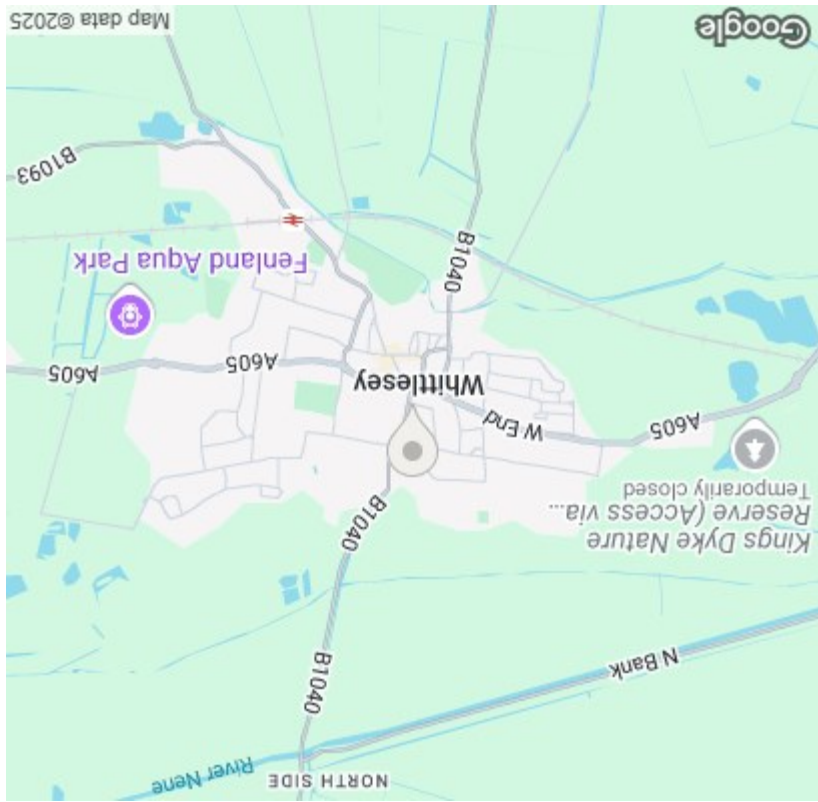 NORTH SIDE
River Nene
N Bank
B1040
Kings Dyke Nature
Reserve (Access via...
Temporarily closed
B1040
A605
W End
Whittlesey
A605
A605
B1040
Fenland Aqua Park
B1093
Google
Map data ©2025